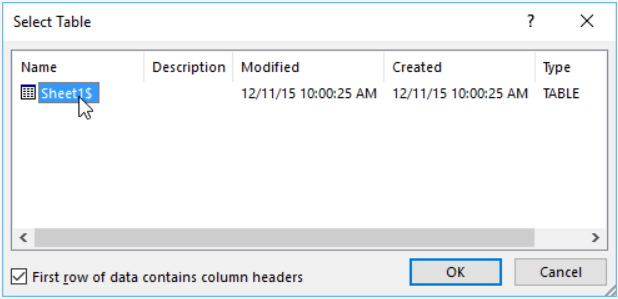 Select Table ?
Name Description Modified Created Type
Sheet1$ 12/11/15 10:00:25 AM 12/11/15 10:00:25 AM TABLE
First row of data contains column headers OK Cancel